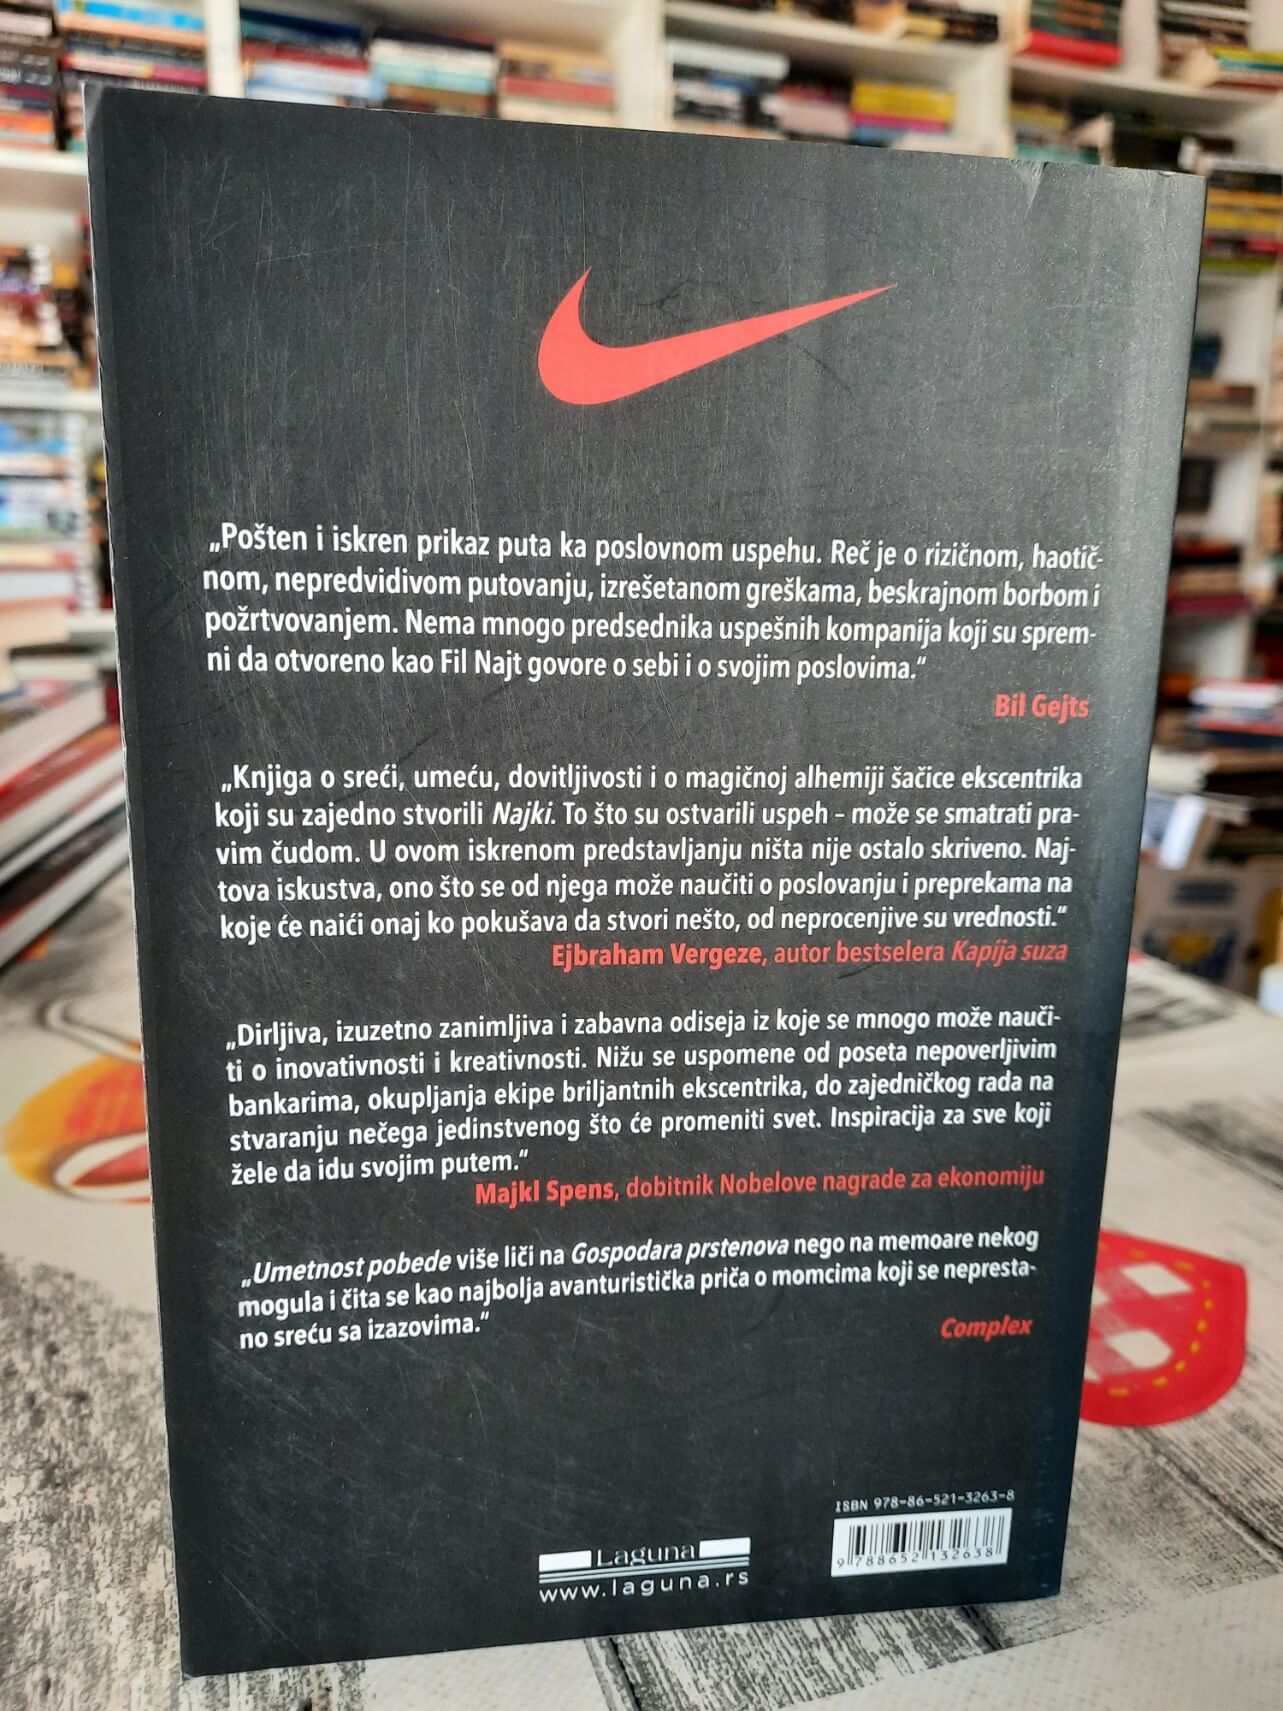 „Pošten i iskren prikaz puta ka poslovnom uspehu. Reč je o rizičnom, haotič-
nom, nepredvidivom putovanju, izrešetanom greškama, beskrajnom borbom i
požrtvovanjem. Nema mnogo predsednika uspešnih kompanija koji su sprem-
ni da otvoreno kao Fil Najt govore o sebi i o svojim poslovima.“
Bil Gejts
„Knjiga o sreći, umeću, dovitljivosti i o magičnoj alhemiji šačice ekscentrika
koji su zajedno stvorili Najki. To što su ostvarili uspeh – može se smatrati pra-
vim čudom. U ovom iskrenom predstavljanju ništa nije ostalo skriveno. Naj-
tova iskustva, ono što se od njega može naučiti o poslovanju i preprekama na
koje će naići onaj ko pokušava da stvori nešto, od neprocenjive su vrednosti.“
Ejbraham Vergeze, autor bestselera Kapija suza
„Dirljiva, izuzetno zanimljiva i zabavna odiseja iz koje se mnogo može nauči-
ti o inovativnosti i kreativnosti. Nižu se uspomene od poseta nepoverljivim
bankarima, okupljanja ekipe briljantnih ekscentrika, do zajedničkog rada na
stvaranju nečega jedinstvenog što će promeniti svet. Inspiracija za sve koji
žele da idu svojim putem.“
Majkl Spens, dobitnik Nobelove nagrade za ekonomiju
„Umetnost pobede više liči na Gospodara prstenova nego na memoare nekog
mogula i čita se kao najbolja avanturistička priča o momcima koji se nepresta-
no sreću sa izazovima.“
Complex
ISBN 978-86-521-3263-8
9 788652 132638
Laguna
www.laguna.rs